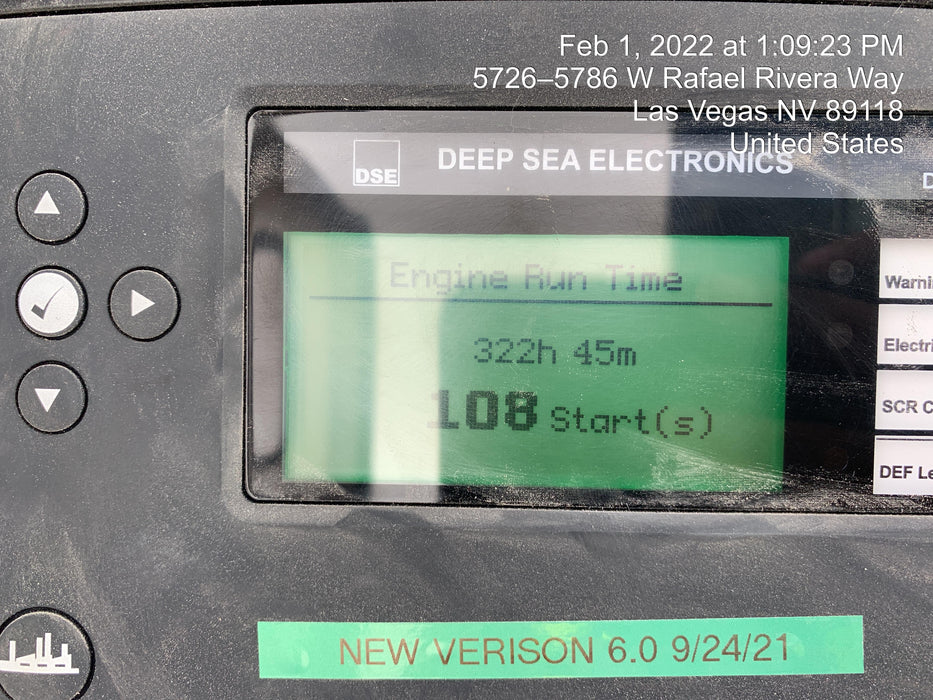 Feb 1, 2022 at 1:09:23 PM
5726–5786 W Rafael Rivera Way
Las Vegas NV 89118
United States
DSE
DEEP SEA ELECTRONICS
D
Engine Run Time
322h 45m
108 Start(s)
Warni
Electri
SCR C
DEF Le
NEW VERISON 6.0 9/24/21